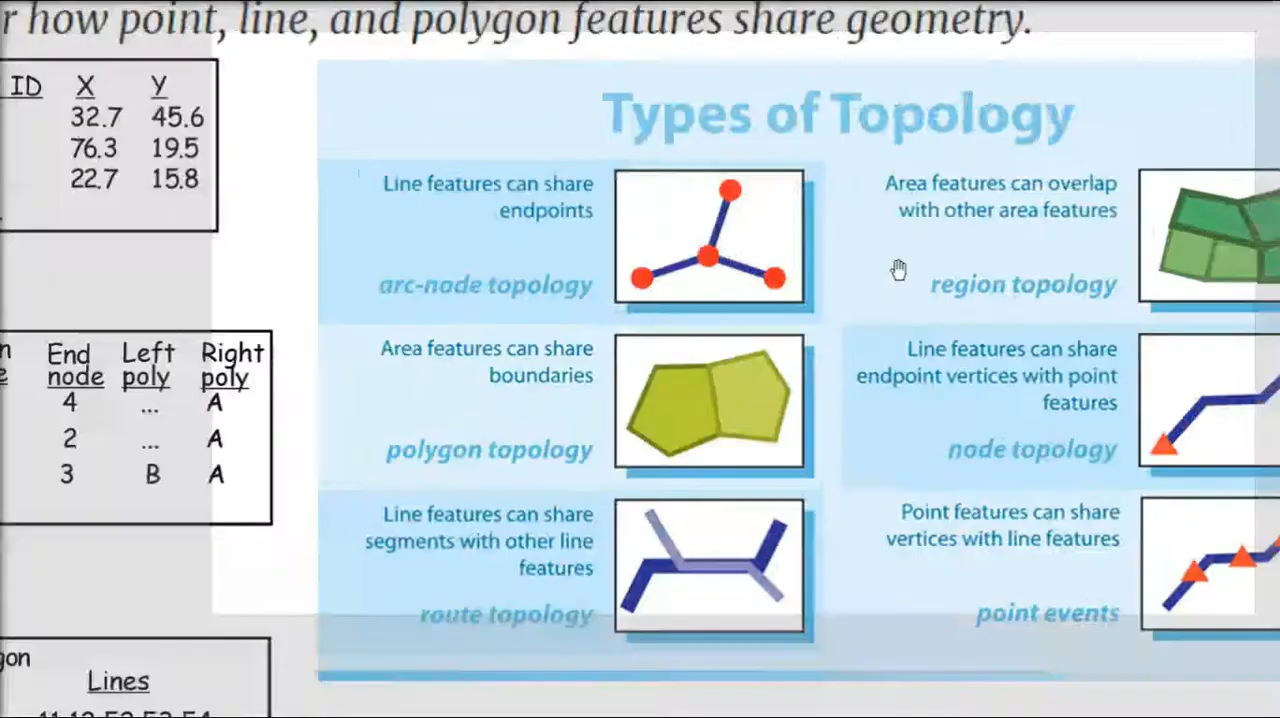 r how point, line, and polygon features share geometry.
ID X Y
32.7 45.6
76.3 19.5
22.7 15.8
End node Left poly Right poly
4 ... A
2 ... A
3 B A
Lines
Types of Topology
Line features can share
endpoints
arc-node topology
Area features can share
boundaries
polygon topology
Line features can share
segments with other line
features
route topology
Area features can overlap
with other area features
region topology
Line features can share
endpoint vertices with point
features
node topology
Point features can share
vertices with line features
point events